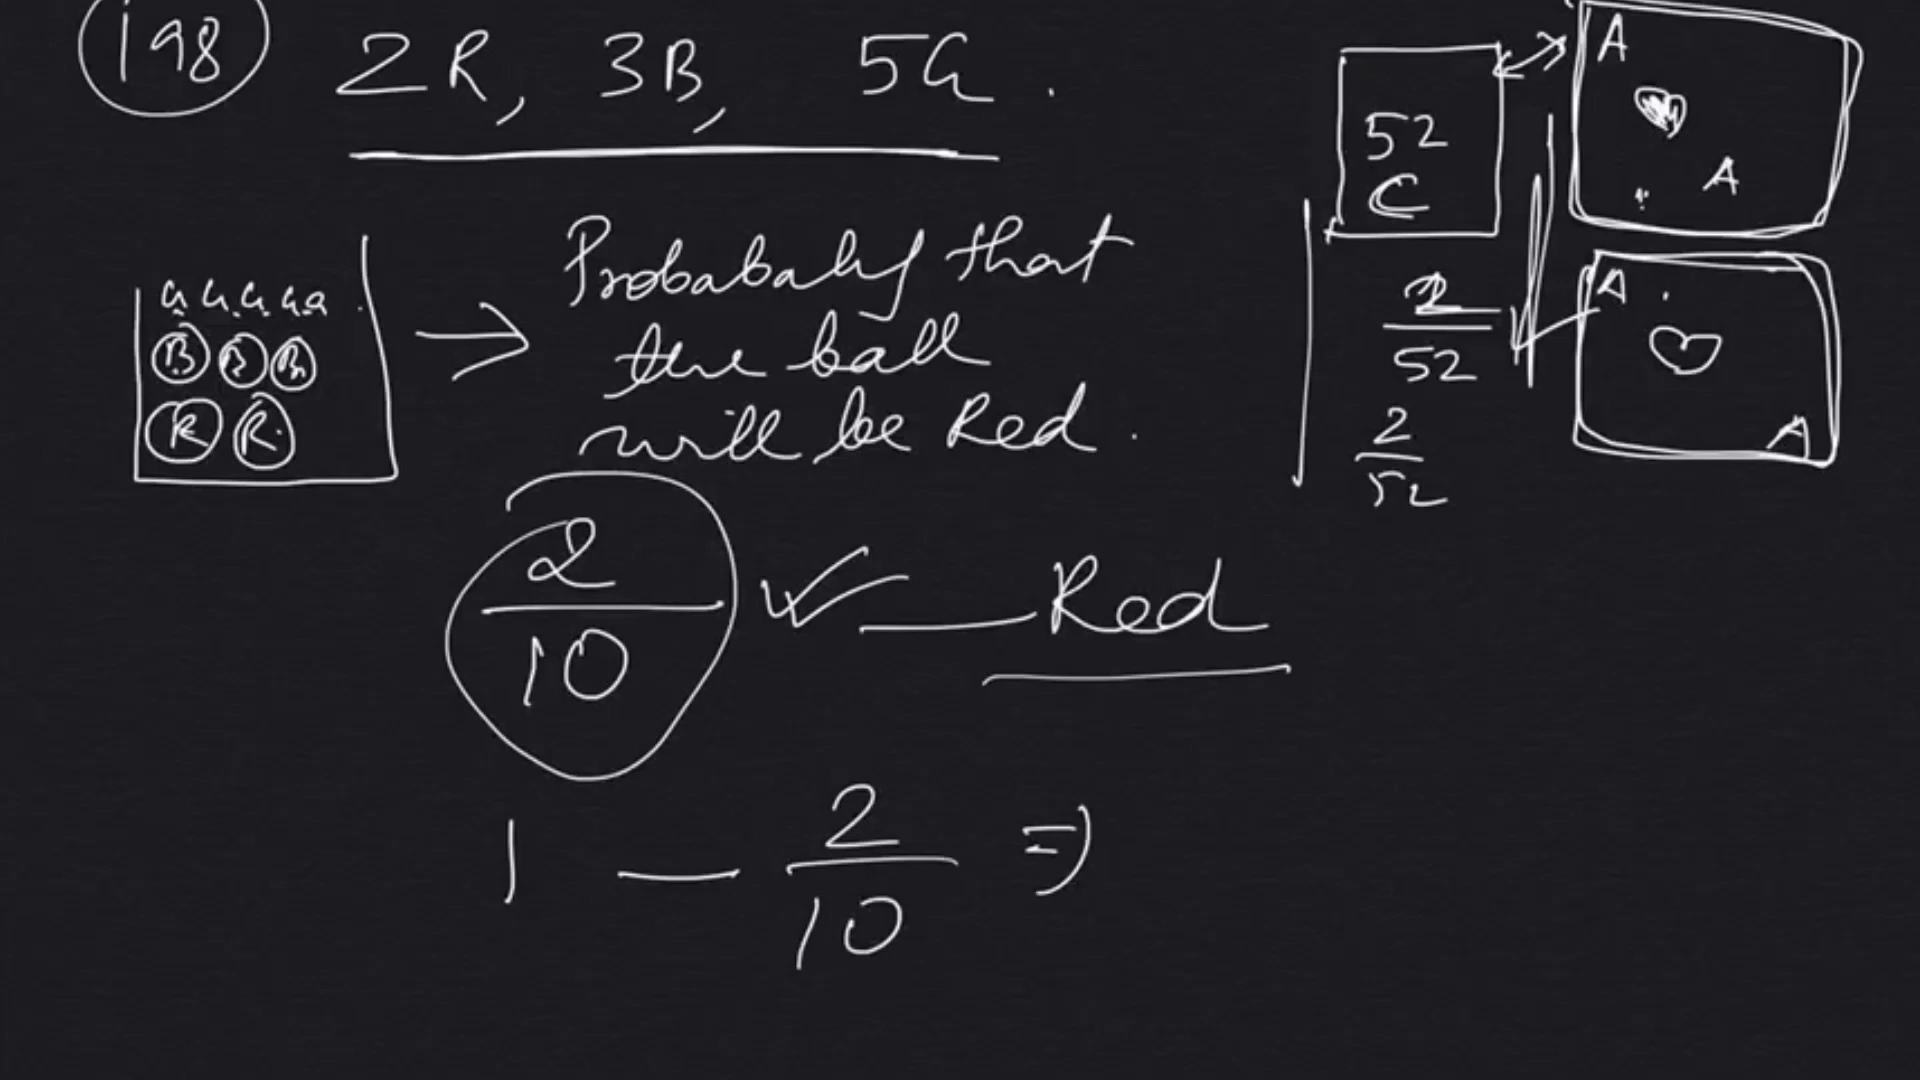 198
2R, 3B, 5G.
G G G G G
B B B
R R
Probabaly that
the ball
will be Red.
2
10
Red
1 - 2/10 =>
52
C
A
A
2
52
2
52
A
A